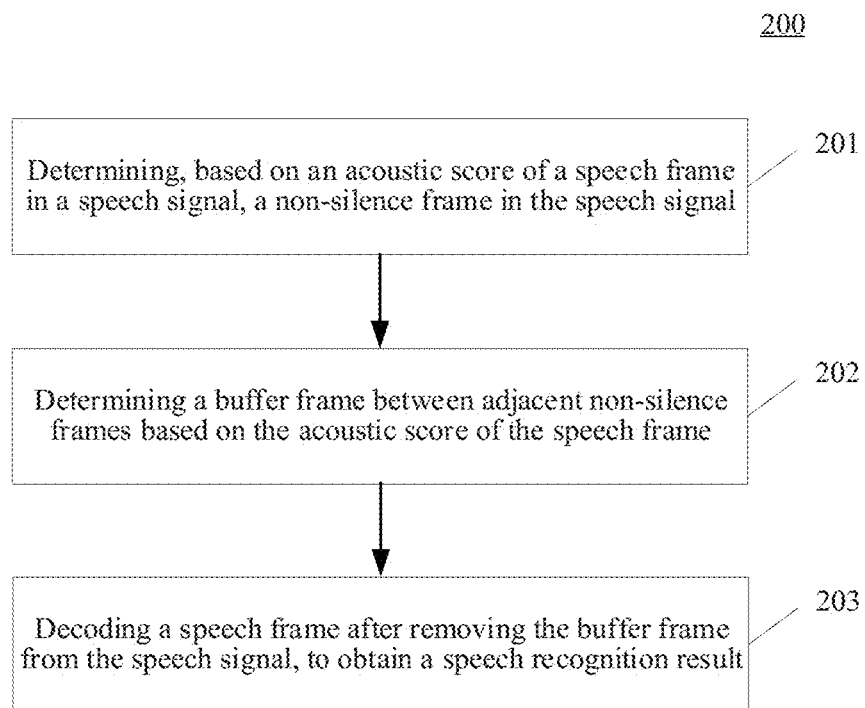 200
201
Determining, based on an acoustic score of a speech frame
in a speech signal, a non-silence frame in the speech signal
202
Determining a buffer frame between adjacent non-silence
frames based on the acoustic score of the speech frame
203
Decoding a speech frame after removing the buffer frame
from the speech signal, to obtain a speech recognition result